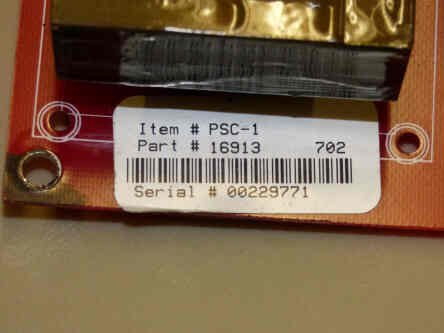 Item # PSC-1
Part # 16913 702
Serial # 00229771